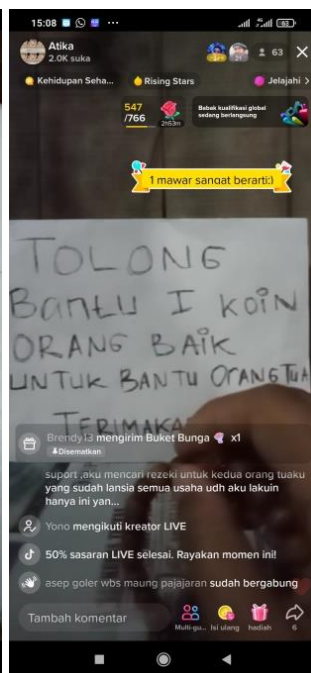 15:08
63
Atika
2.0K suka
63
Kehidupan Seha...
Rising Stars
Jelajahi
547
/766
2h53m
Babak kualifikasi global
sedang berlangsung
1 mawar sangat berarti:)
TOLONG
BANTU I KOIN
ORANG BAIK
UNTUK BANTU ORANG TUA
TERIMAKA
Brendy13 mengirim Buket Bunga x1
Disematkan
suport ,aku mencari rezeki untuk kedua orang tuaku
yang sudah lansia semua usaha udh aku lakuin
hanya ini yan...
Yono mengikuti kreator LIVE
50% sasaran LIVE selesai. Rayakan momen ini!
asep goler wbs maung pajajaran sudah bergabung
Tambah komentar
Multi-gu...
Isi ulang
hadiah
6